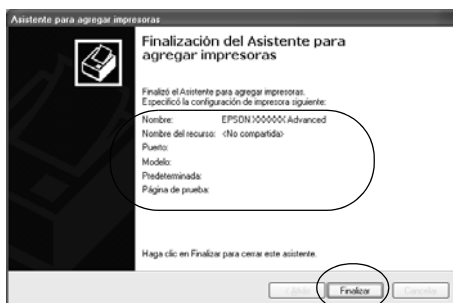 Asistente para agregar impresoras
Finalización del Asistente para
agregar impresoras
Finalizó el Asistente para agregar impresoras.
Especificó la configuración de impresora siguiente:
Nombre: EPSON XXXXXX Advanced
Nombre del recurso: <No compartida>
Puerto:
Modelo:
Predeterminada:
Página de prueba:
Haga clic en Finalizar para cerrar este asistente.
< Atrás Finalizar Cancelar